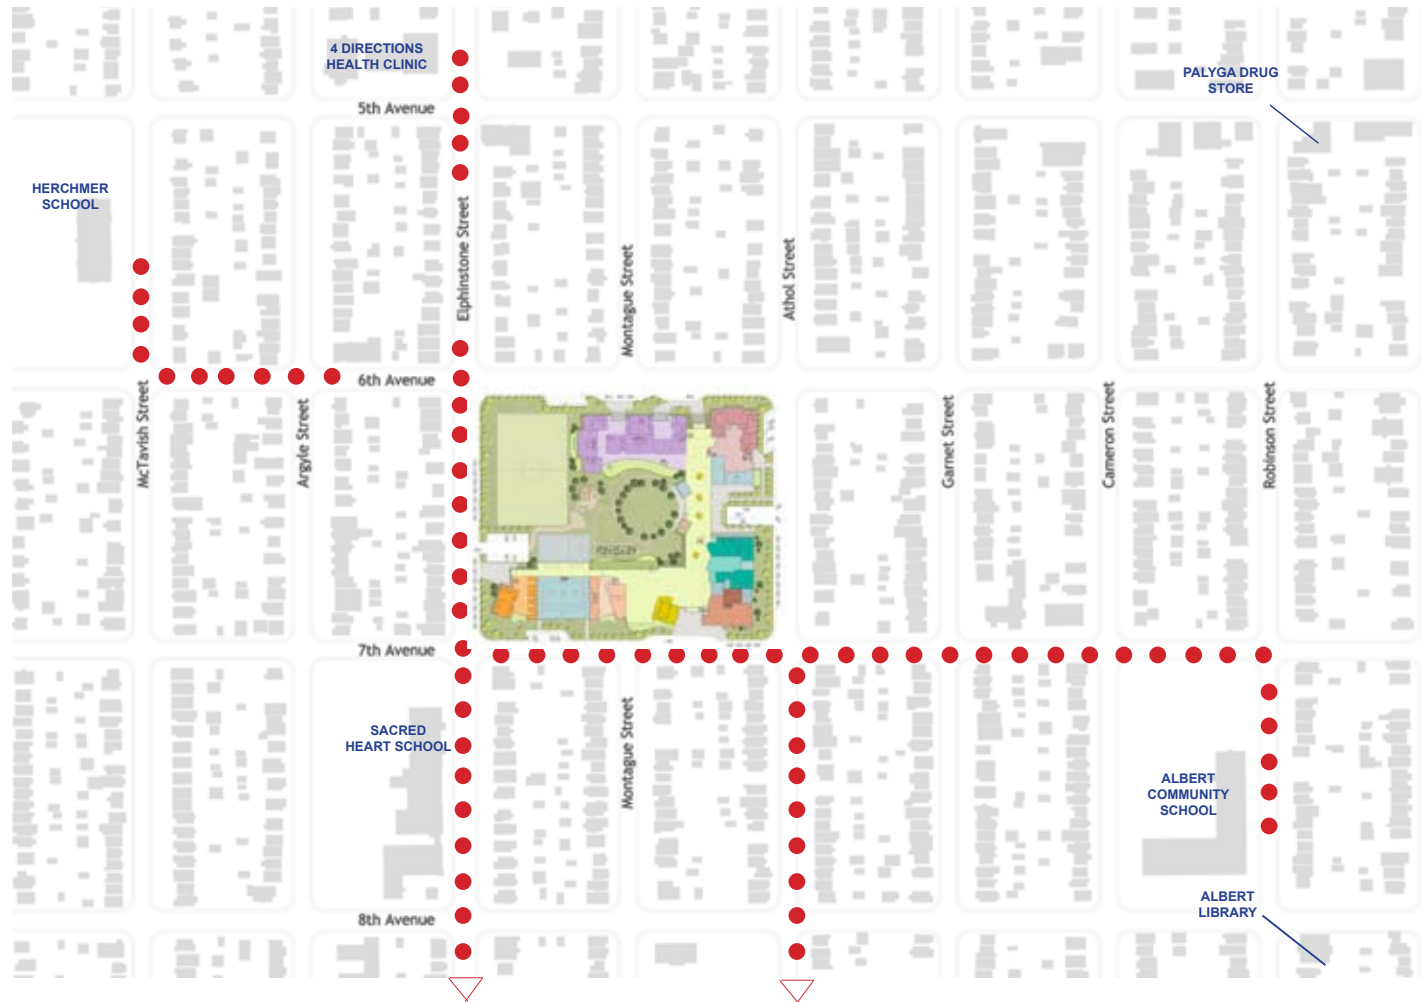 4 DIRECTIONS
HEALTH CLINIC
PALYGA DRUG
STORE
5th Avenue
HERCHMER
SCHOOL
Elphinstone Street
Montague Street
Athol Street
6th Avenue
McTavish Street
Argyle Street
Garnet Street
Cameron Street
Robinson Street
7th Avenue
SACRED
HEART SCHOOL
Montague Street
ALBERT
COMMUNITY
SCHOOL
ALBERT
LIBRARY
8th Avenue